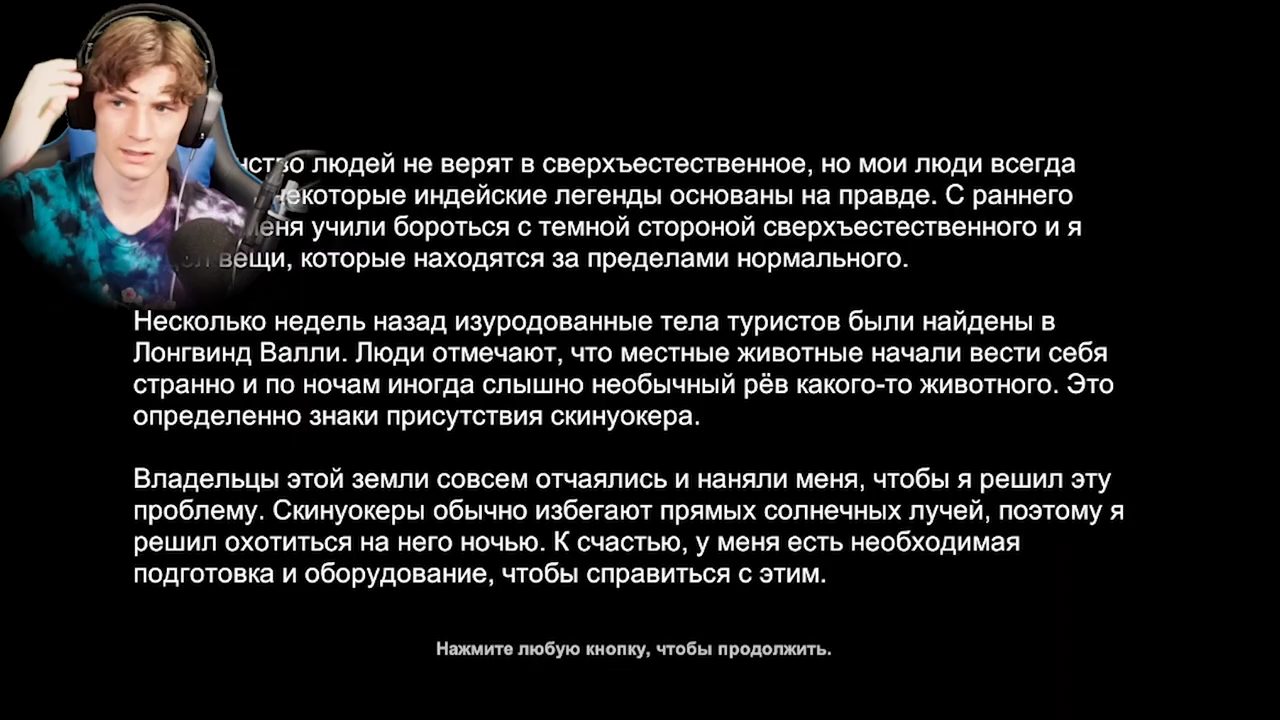 людей не верят в сверхъестественное, но мои люди всегда
некоторые индейские легенды основаны на правде. С раннего
меня учили бороться с темной стороной сверхъестественного и я
вещи, которые находятся за пределами нормального.
Несколько недель назад изуродованные тела туристов были найдены в
Лонгвинд Валли. Люди отмечают, что местные животные начали вести себя
странно и по ночам иногда слышно необычный рёв какого-то животного. Это
определенно знаки присутствия скинуокера.
Владельцы этой земли совсем отчаялись и наняли меня, чтобы я решил эту
проблему. Скинуокеры обычно избегают прямых солнечных лучей, поэтому я
решил охотиться на него ночью. К счастью, у меня есть необходимая
подготовка и оборудование, чтобы справиться с этим.
Нажмите любую кнопку, чтобы продолжить.